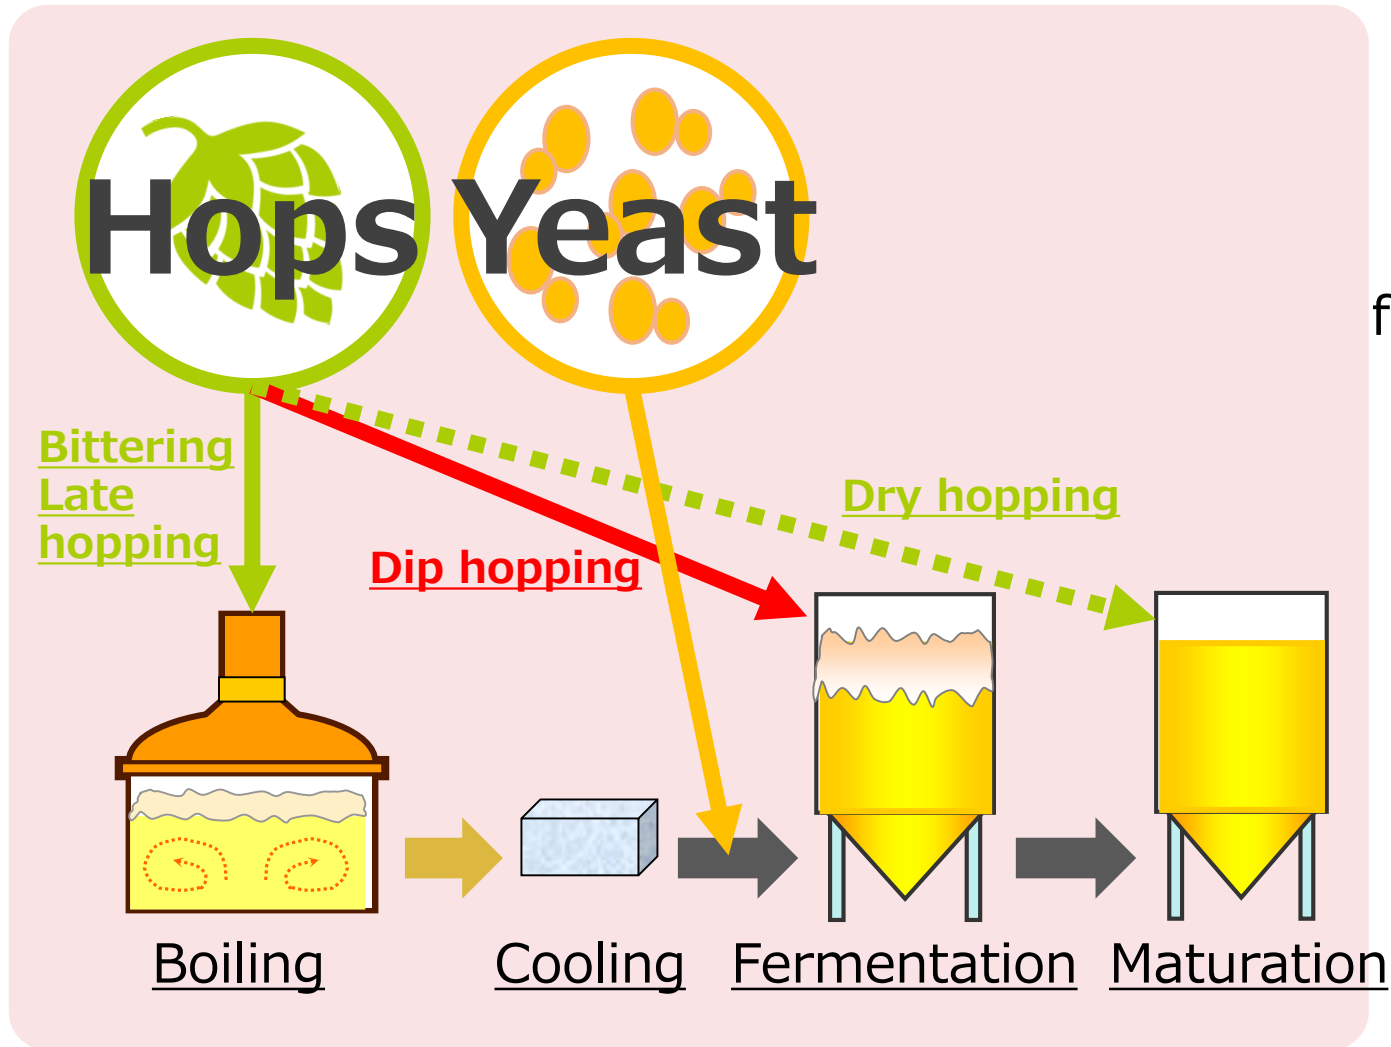 Hops
Yeast
f
Bittering
Late
hopping
Dry hopping
Dip hopping
Boiling
Cooling
Fermentation
Maturation